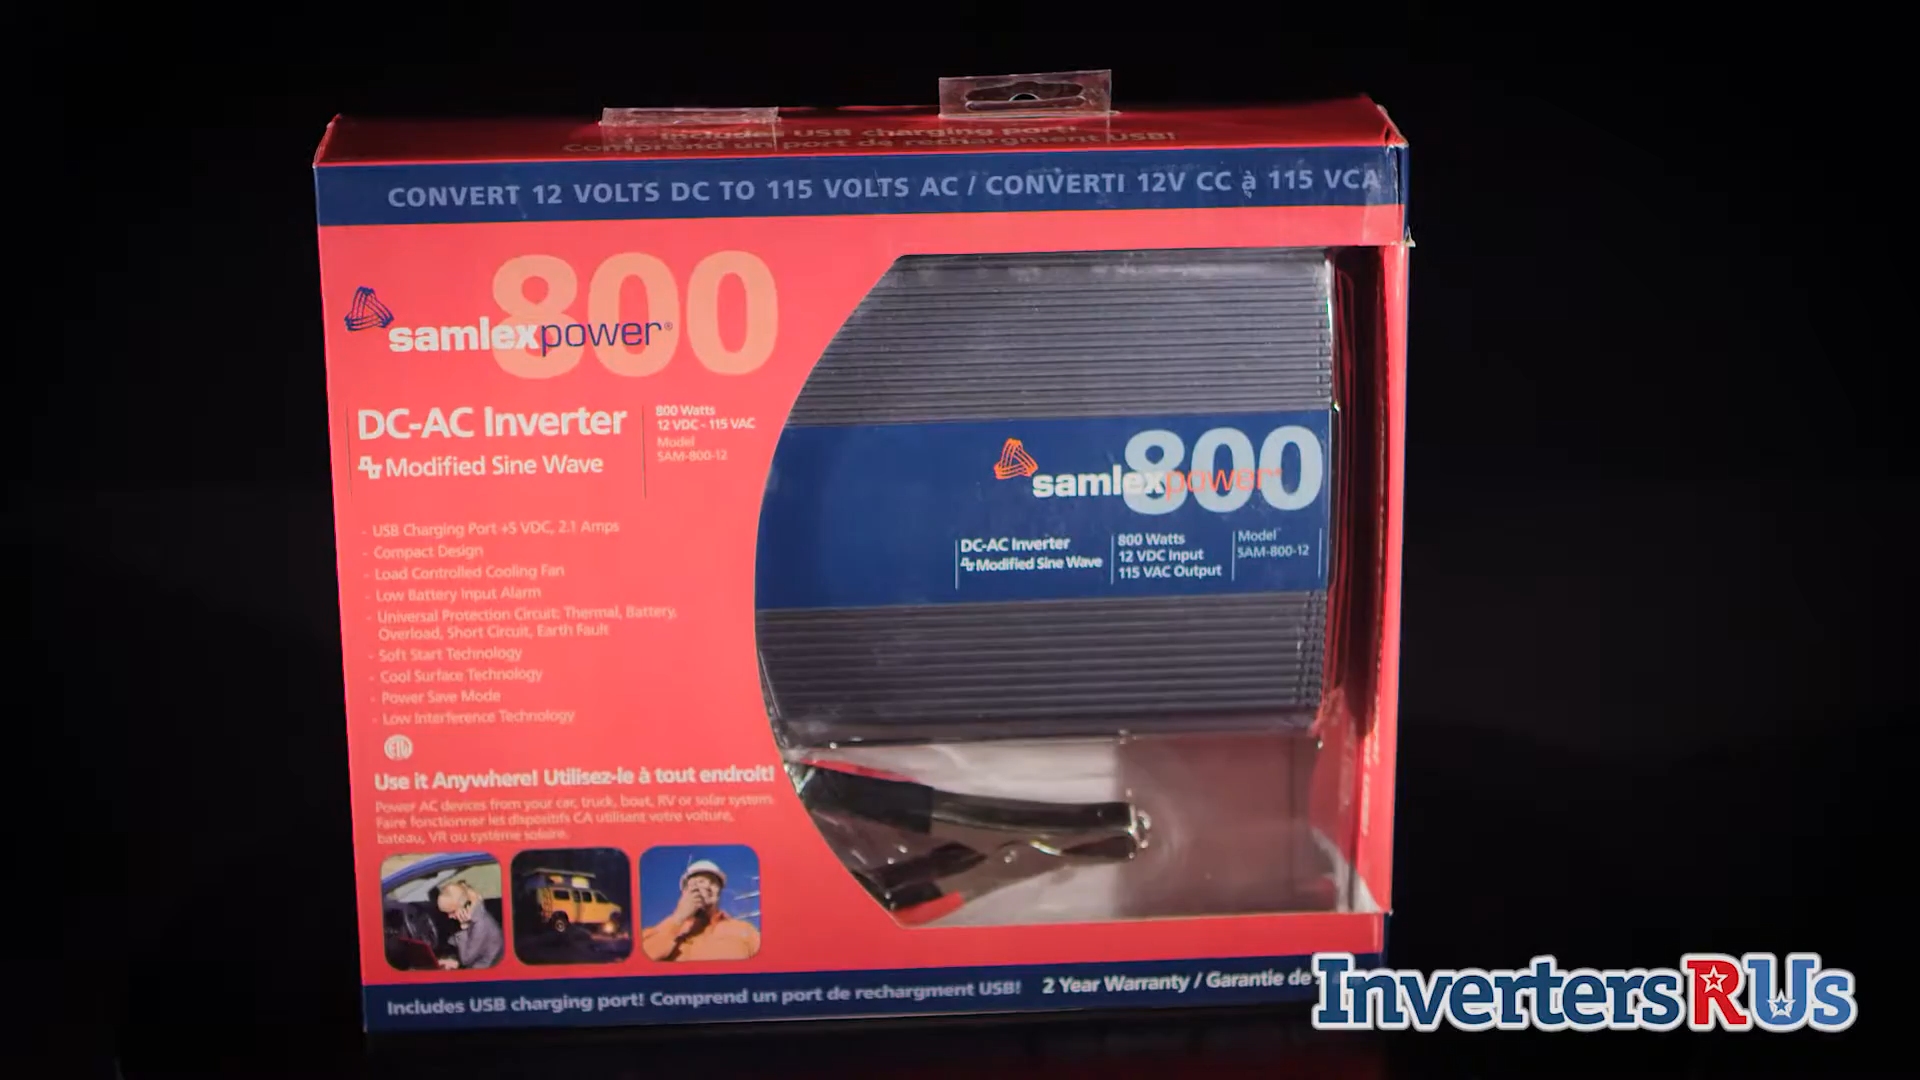 Includes USB charging port!
Comprend un port de rechargment USB!
CONVERT 12 VOLTS DC TO 115 VOLTS AC / CONVERTI 12V CC à 115 VCA
800
samlexpower®
DC-AC Inverter
Modified Sine Wave
800 Watts
12 VDC - 115 VAC
Model
SAM-800-12
- USB Charging Port +5 VDC, 2.1 Amps
- Compact Design
- Load Controlled Cooling Fan
- Low Battery Input Alarm
- Universal Protection Circuit: Thermal, Battery,
Overload, Short Circuit, Earth Fault
- Soft Start Technology
- Cool Surface Technology
- Power Save Mode
- Low Interference Technology
Use it Anywhere! Utilisez-le à tout endroit!
Power AC devices from your car, truck, boat, RV or solar system.
Faire fonctionner les dispositifs CA utilisant votre voiture,
bateau, VR ou système solaire.
800
samlexpower®
DC-AC Inverter
Modified Sine Wave
800 Watts
12 VDC Input
115 VAC Output
Model
SAM-800-12
Includes USB charging port! Comprend un port de rechargment USB! 2 Year Warranty / Garantie de
InvertersRUs